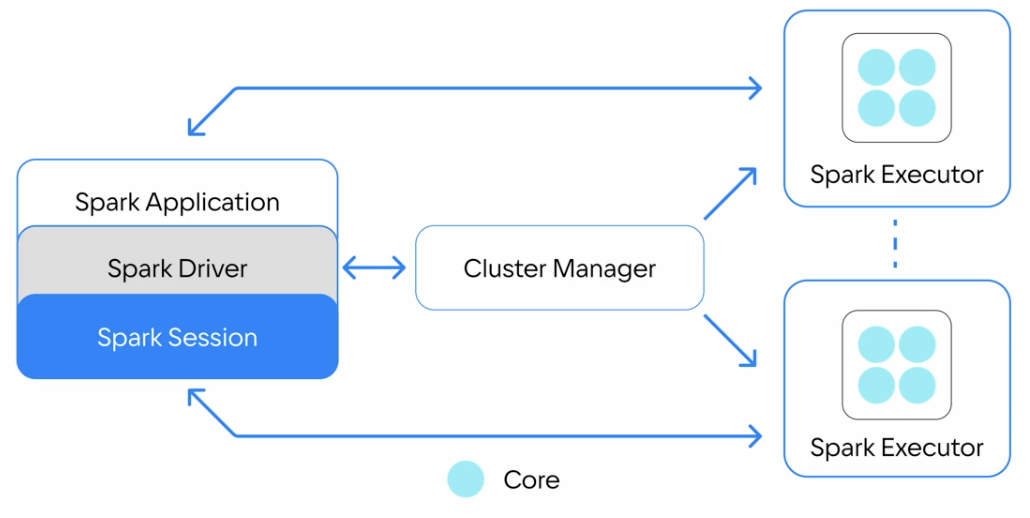 Spark Application
Spark Driver
Spark Session
Cluster Manager
Spark Executor
Spark Executor
Core